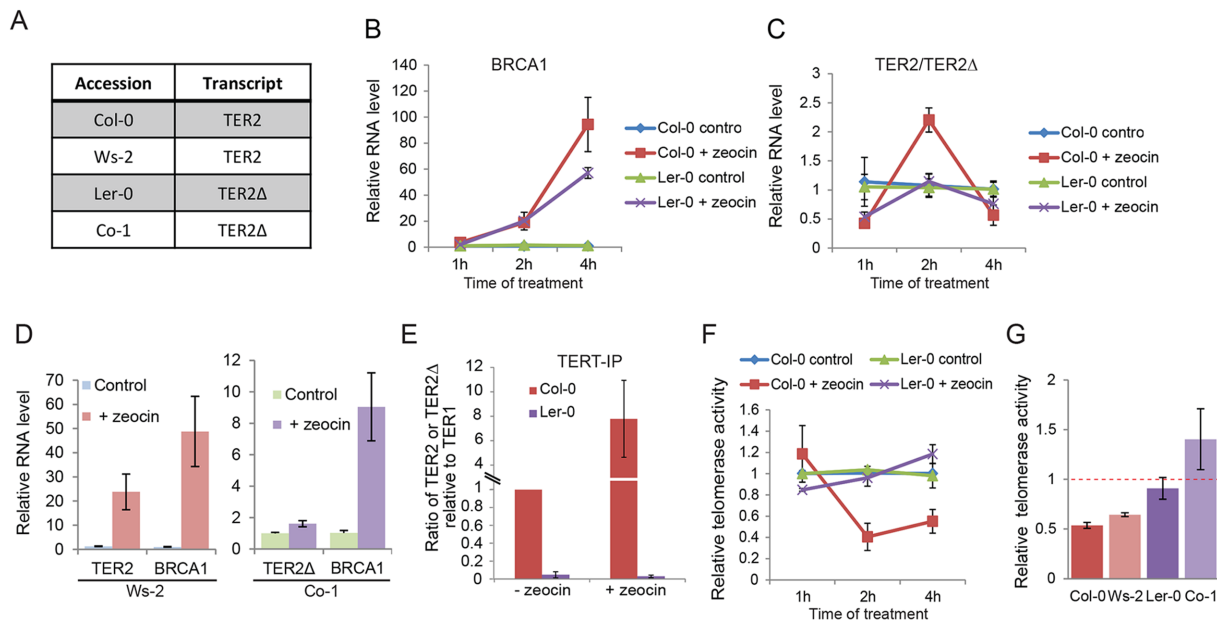 A
Accession Transcript
Col-0 TER2
Ws-2 TER2
Ler-0 TER2Δ
Co-1 TER2Δ
B
BRCA1
Relative RNA level
140
120
100
80
60
40
20
0
1h 2h 4h
Time of treatment
Col-0 contro
Col-0 + zeocin
Ler-0 control
Ler-0 + zeocin
C
TER2/TER2Δ
Relative RNA level
3
2.5
2
1.5
1
0.5
0
1h 2h 4h
Time of treatment
Col-0 contro
Col-0 + zeocin
Ler-0 control
Ler-0 + zeocin
D
Relative RNA level
70
60
50
40
30
20
10
0
Control
+ zeocin
TER2 BRCA1
Ws-2
12
10
8
6
4
2
0
Control
+ zeocin
TER2Δ BRCA1
Co-1
E
TERT-IP
Ratio of TER2 or TER2Δ
relative to TER1
12
10
8
6
4
2
1
0.8
0.6
0.4
0.2
0
Col-0
Ler-0
- zeocin + zeocin
F
Col-0 control Ler-0 control
Col-0 + zeocin Ler-0 + zeocin
Relative telomerase activity
1.6
1.4
1.2
1
0.8
0.6
0.4
0.2
0
1h 2h 4h
Time of treatment
G
Relative telomerase activity
2
1.5
1
0.5
0
Col-0 Ws-2 Ler-0 Co-1